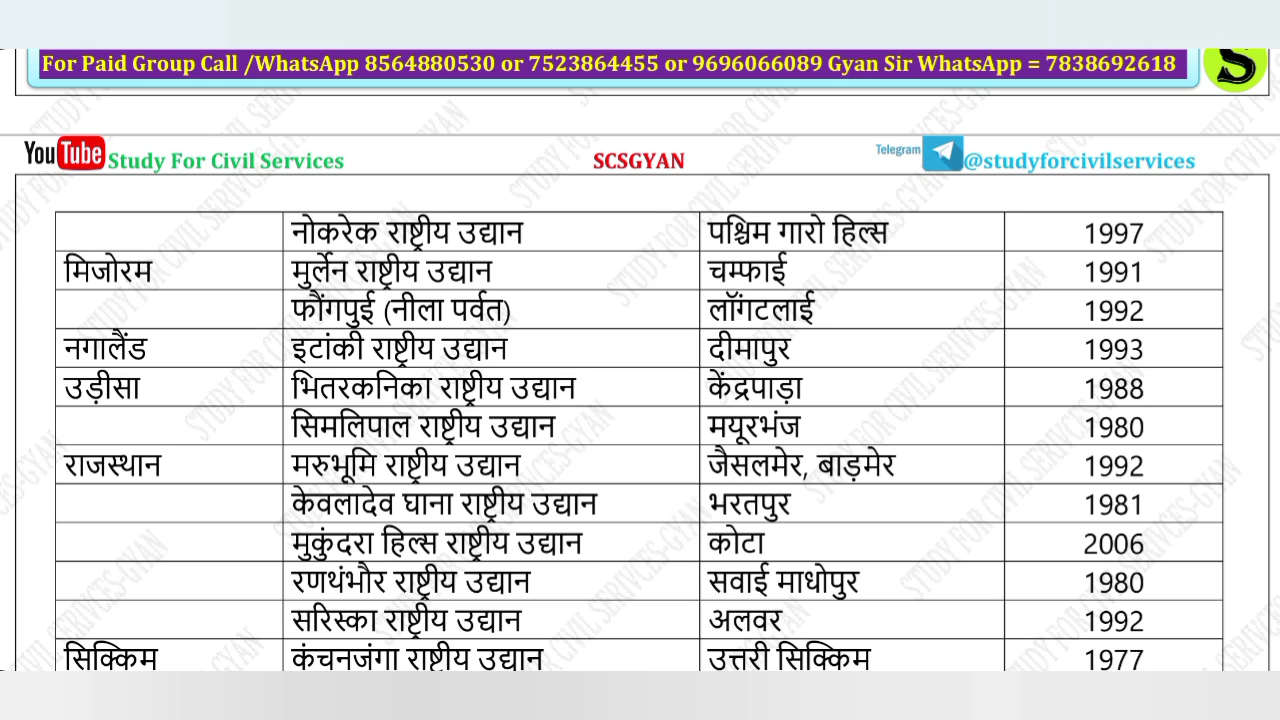 For Paid Group Call /WhatsApp 8564880530 or 7523864455 or 9696066089 Gyan Sir WhatsApp = 7838692618
S
YouTube Study For Civil Services SCSGYAN Telegram @studyforcivilservices
नोकरेक राष्ट्रीय उद्यान पश्चिम गारो हिल्स 1997
मिजोरम मुर्लेन राष्ट्रीय उद्यान चम्फाई 1991
फौंगपुई (नीला पर्वत) लॉगंटलाई 1992
नगालैंड इटांकी राष्ट्रीय उद्यान दीमापुर 1993
उड़ीसा भितरकनिका राष्ट्रीय उद्यान केंद्रपाड़ा 1988
सिमलिपाल राष्ट्रीय उद्यान मयूरभंज 1980
राजस्थान मरुभूमि राष्ट्रीय उद्यान जैसलमेर, बाड़मेर 1992
केवलादेव घाना राष्ट्रीय उद्यान भरतपुर 1981
मुकुंदरा हिल्स राष्ट्रीय उद्यान कोटा 2006
रणथंभौर राष्ट्रीय उद्यान सवाई माधोपुर 1980
सरिस्का राष्ट्रीय उद्यान अलवर 1992
सिक्किम कंचनजंगा राष्ट्रीय उद्यान उत्तरी सिक्किम 1977